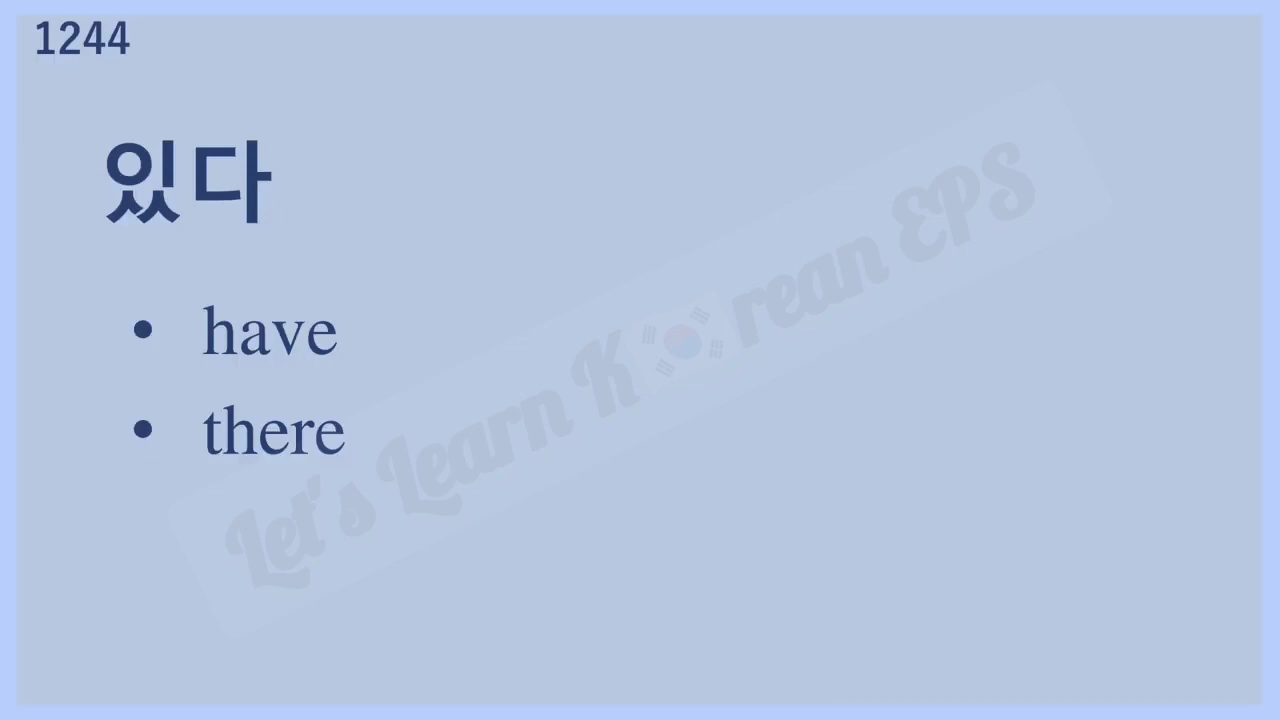 1244
있다
• have
• there
Let's Learn Korean EPS